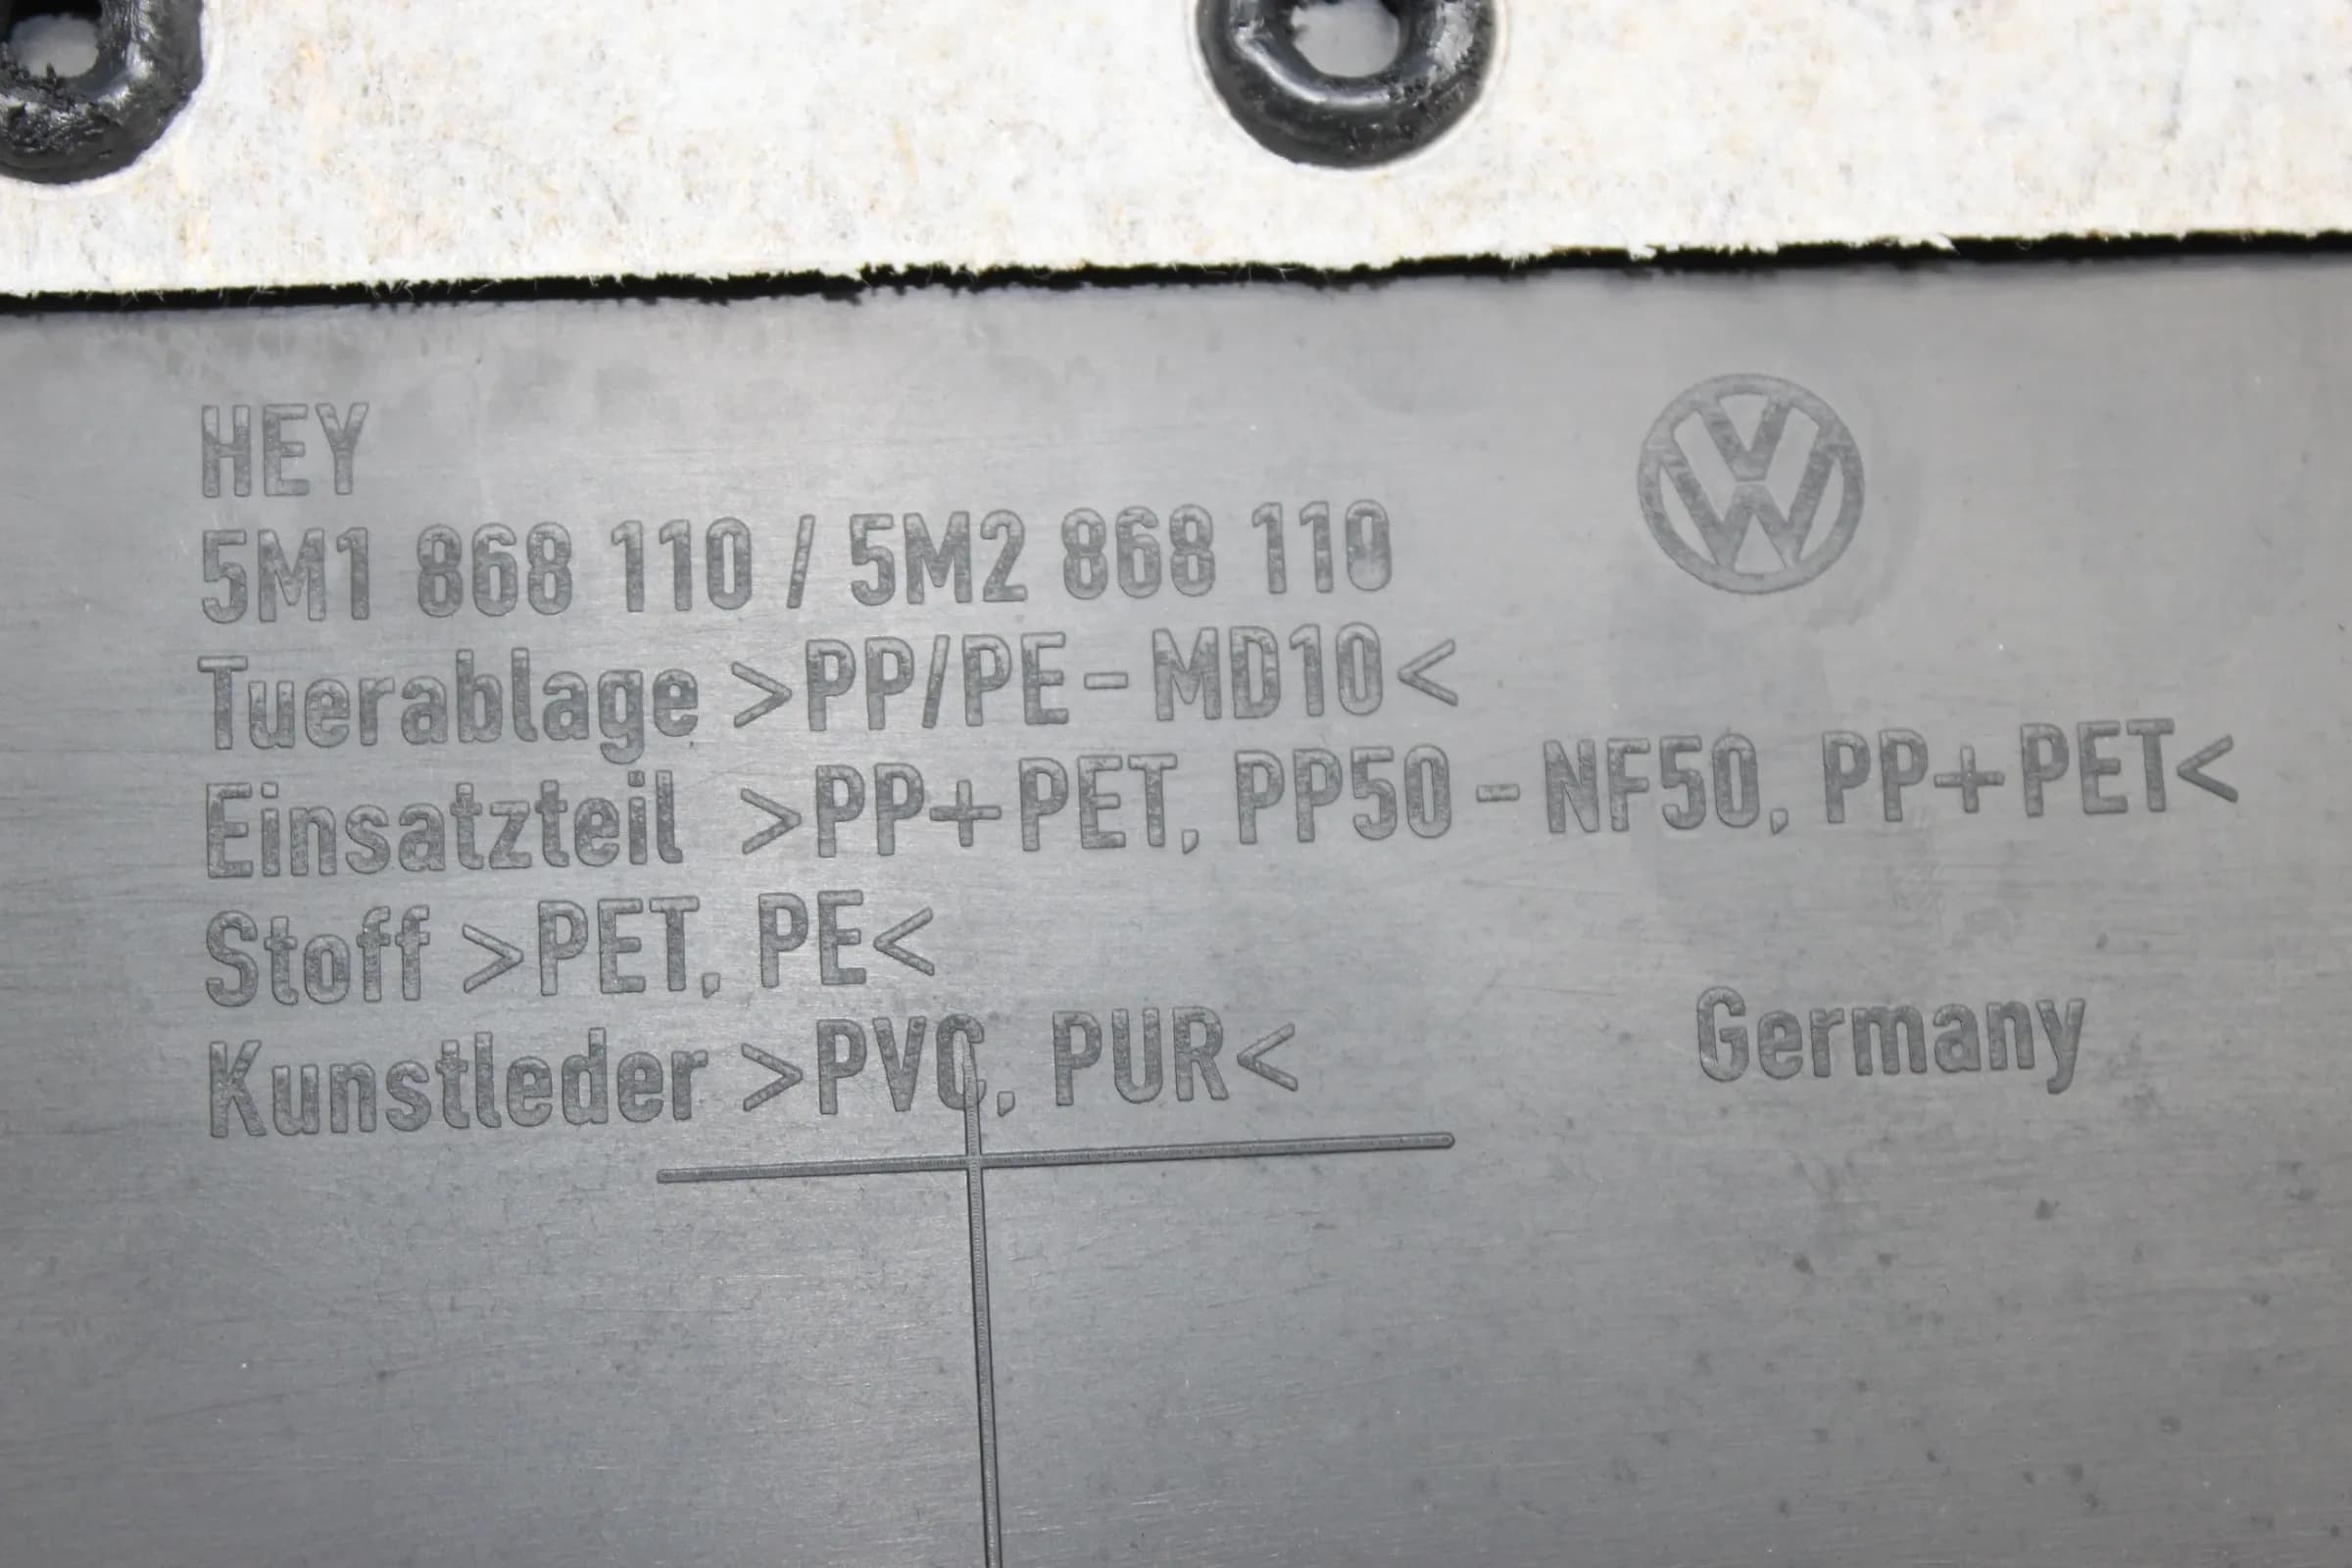 HEY
5M1 868 110 / 5M2 868 110
Tuerablage >PP/PE-MD10<
Einsatzteil >PP+PET, PP50-NF50, PP+PET<
Stoff >PET, PE<
Kunstleder >PVC, PUR<
Germany